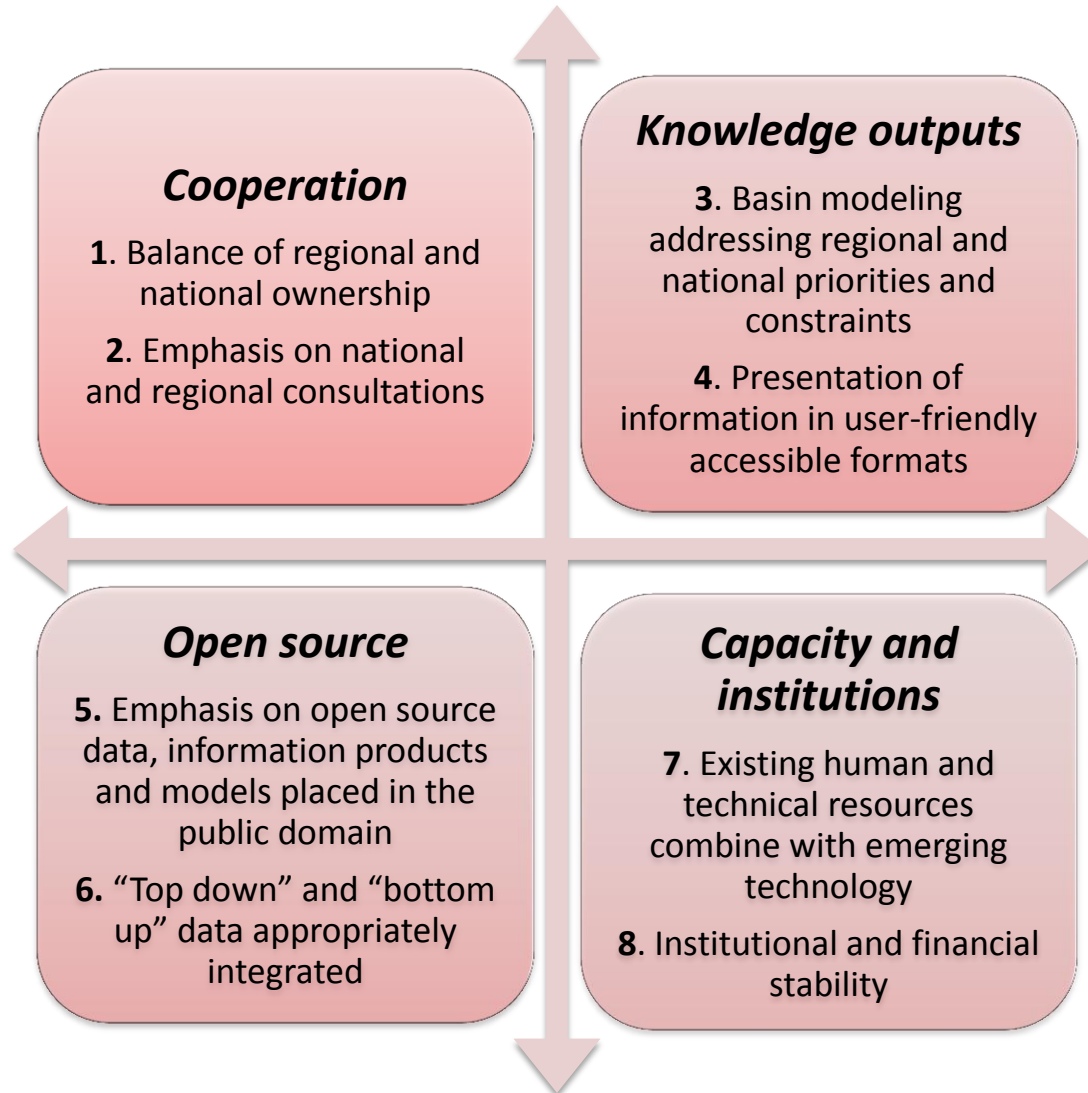 Cooperation
1. Balance of regional and
national ownership
2. Emphasis on national
and regional consultations
Knowledge outputs
3. Basin modeling
addressing regional and
national priorities and
constraints
4. Presentation of
information in user-friendly
accessible formats
Open source
5. Emphasis on open source
data, information products
and models placed in the
public domain
6. “Top down” and “bottom
up” data appropriately
integrated
Capacity and
institutions
7. Existing human and
technical resources
combine with emerging
technology
8. Institutional and financial
stability